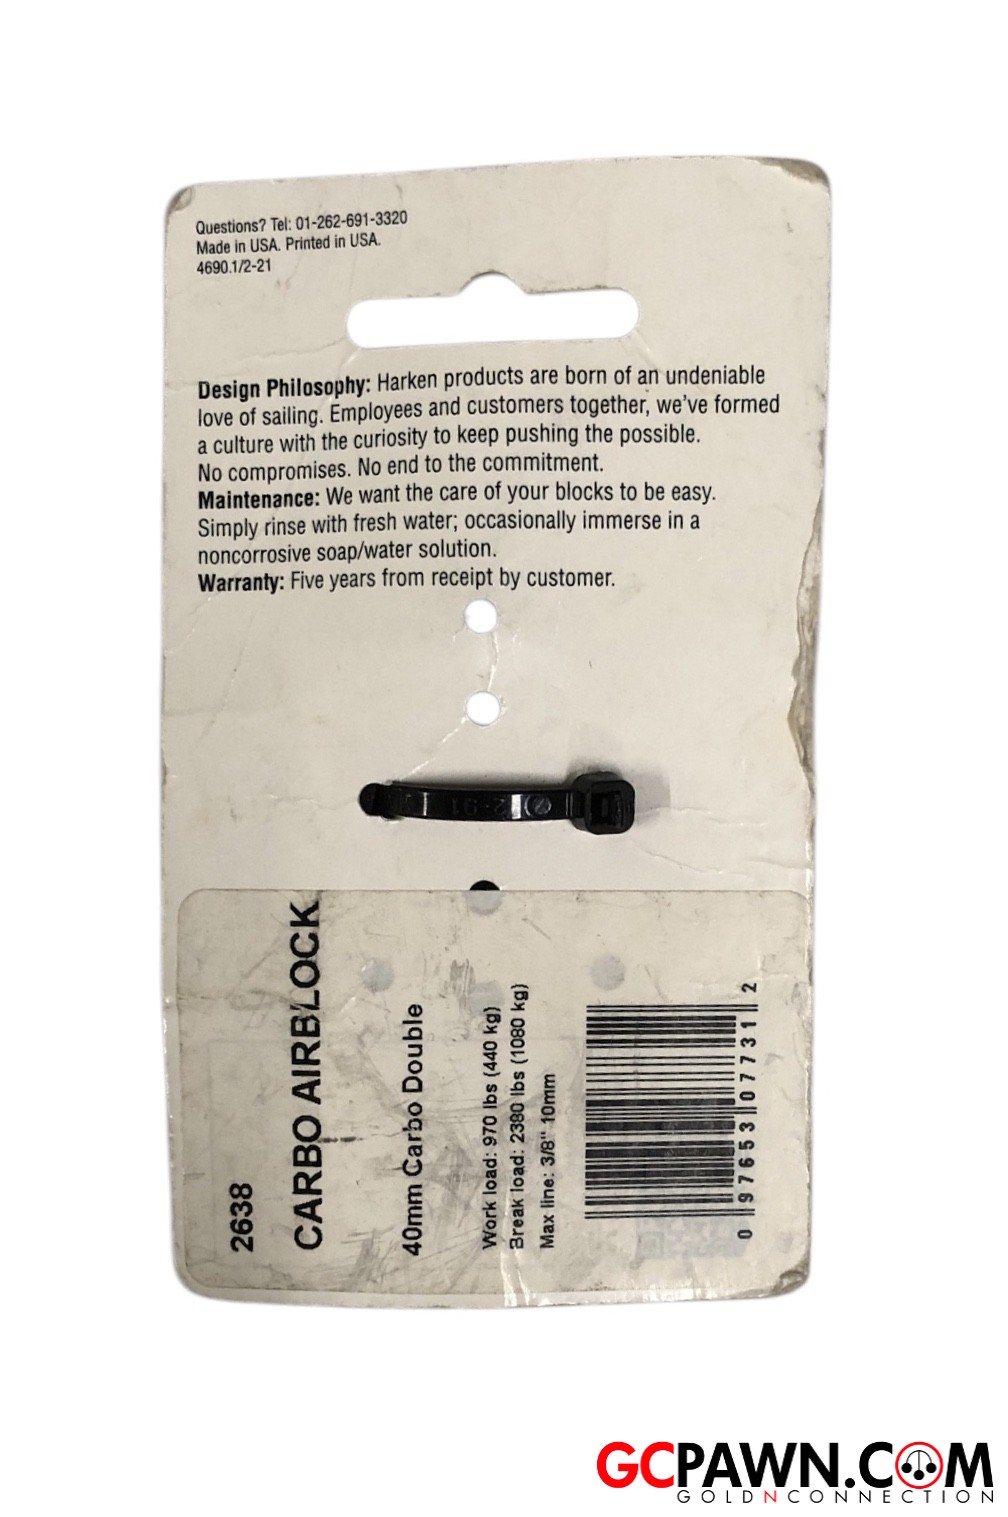 Questions? Tel: 01-262-691-3320
Made in USA. Printed in USA.
4690.1/2-21
Design Philosophy: Harken products are born of an undeniable
love of sailing. Employees and customers together, we've formed
a culture with the curiosity to keep pushing the possible.
No compromises. No end to the commitment.
Maintenance: We want the care of your blocks to be easy.
Simply rinse with fresh water; occasionally immerse in a
noncorrosive soap/water solution.
Warranty: Five years from receipt by customer.
2638
CARBO AIRBLOCK
40mm Carbo Double
Work load: 970 lbs (440 kg)
Break load: 2380 lbs (1080 kg)
Max line: 3/8" 10mm
0 97653 07731 2
GCPAWN.COM
GOLDNCONNECTION